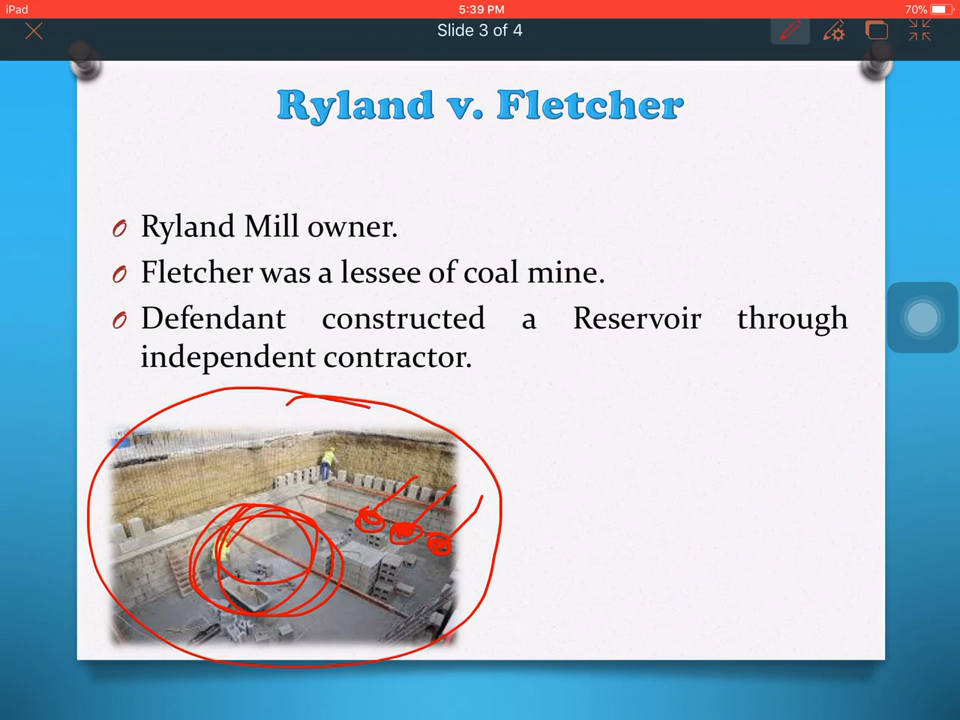 iPad
5:39 PM
70%
Slide 3 of 4
Ryland v. Fletcher
Ryland Mill owner.
Fletcher was a lessee of coal mine.
Defendant constructed a Reservoir through
independent contractor.